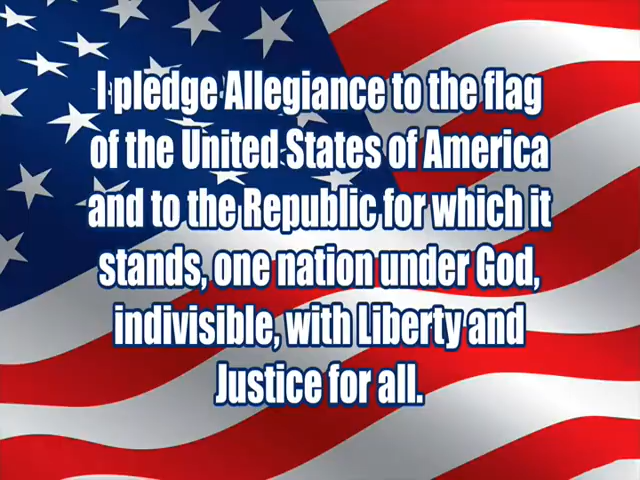 I pledge Allegiance to the flag
of the United States of America
and to the Republic for which it
stands, one nation under God,
indivisible, with Liberty and
Justice for all.